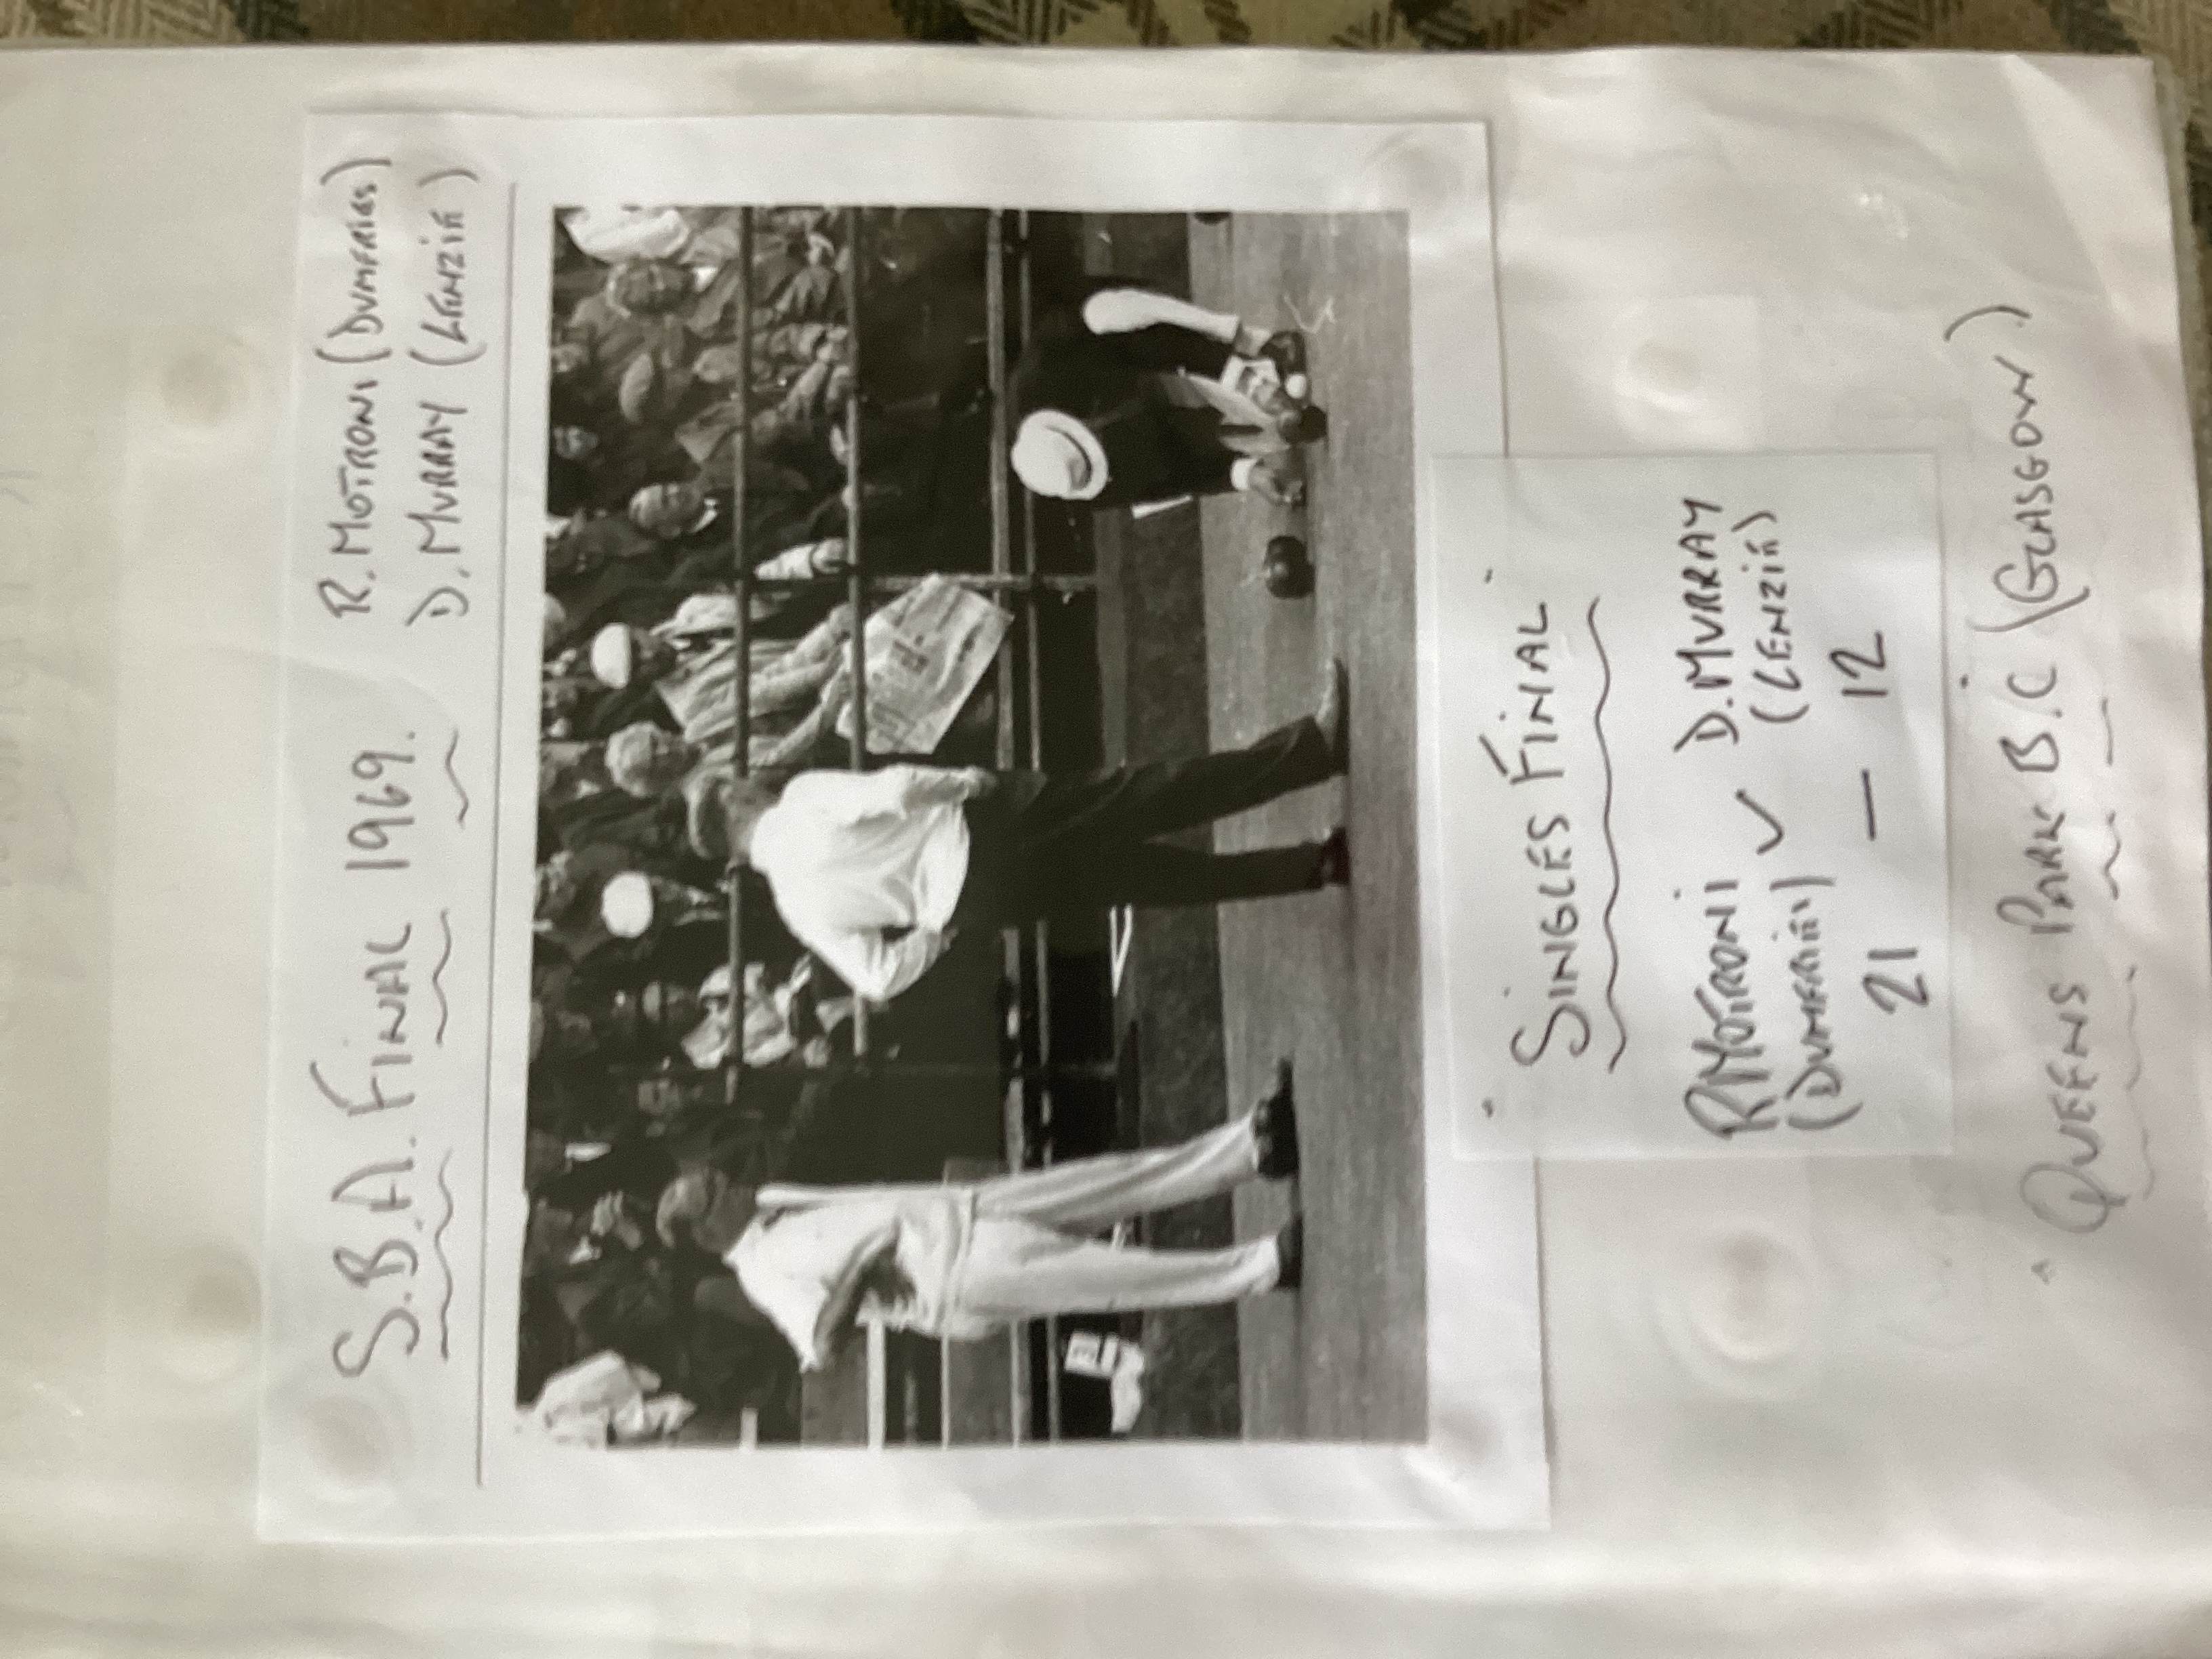 S.B.A. FINAL 1969.
R. MOTRONI (DUMFRIES)
D. MURRAY (LENZIE)
SINGLES FINAL
R MOTRONI V D. MURRAY
(DUMFRIES) (LENZIE)
21 — 12
QUEENS PARK B.C (GLASGOW)